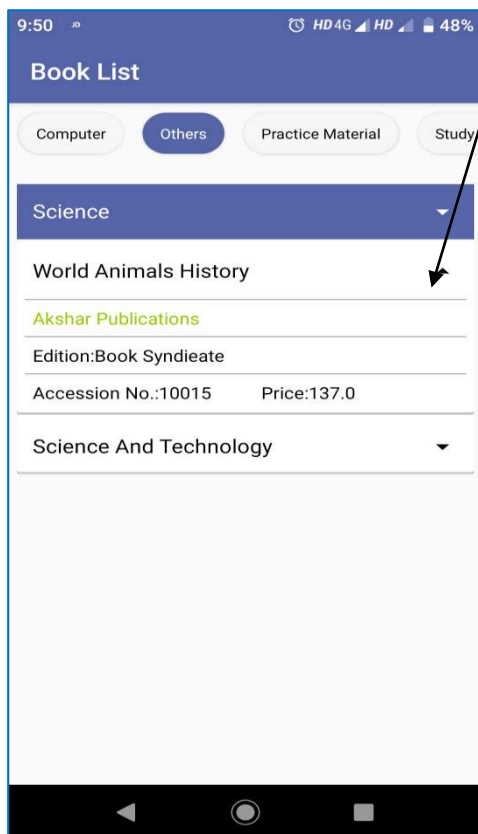 9:50 JD HD 4G HD 48%
Book List
Computer Others Practice Material Study
Science
World Animals History
Akshar Publications
Edition:Book Syndieate
Accession No.:10015 Price:137.0
Science And Technology